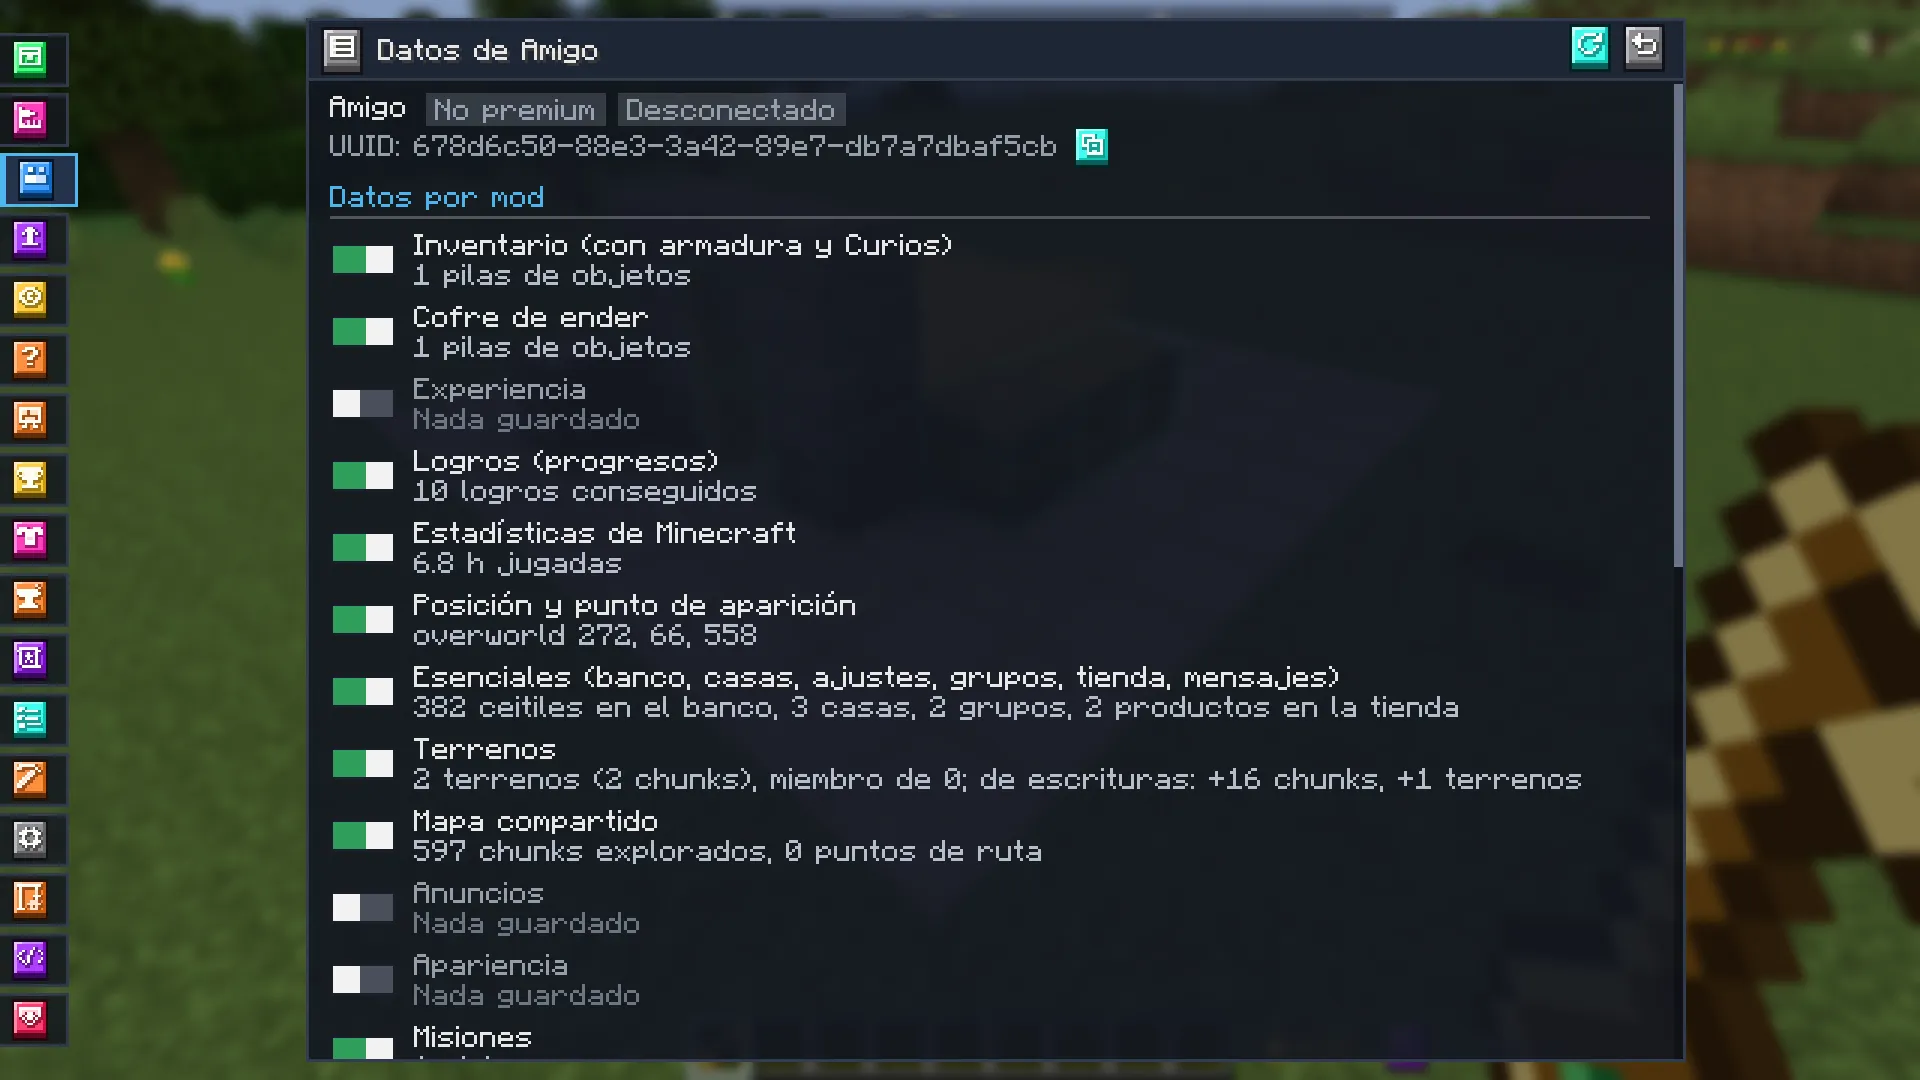 Datos de Amigo
Amigo No premium Desconectado
UUID: 678d6c50-88e3-3a42-89e7-db7a7dbaf5cb
Datos por mod
Inventario (con armadura y Curios)
1 pilas de objetos
Cofre de ender
1 pilas de objetos
Experiencia
Nada guardado
Logros (progresos)
10 logros conseguidos
Estadísticas de Minecraft
6.8 h jugadas
Posición y punto de aparición
overworld 272, 66, 558
Esenciales (banco, casas, ajustes, grupos, tienda, mensajes)
382 ceitiles en el banco, 3 casas, 2 grupos, 2 productos en la tienda
Terrenos
2 terrenos (2 chunks), miembro de 0; de escrituras: +16 chunks, +1 terrenos
Mapa compartido
597 chunks explorados, 0 puntos de ruta
Anuncios
Nada guardado
Apariencia
Nada guardado
Misiones